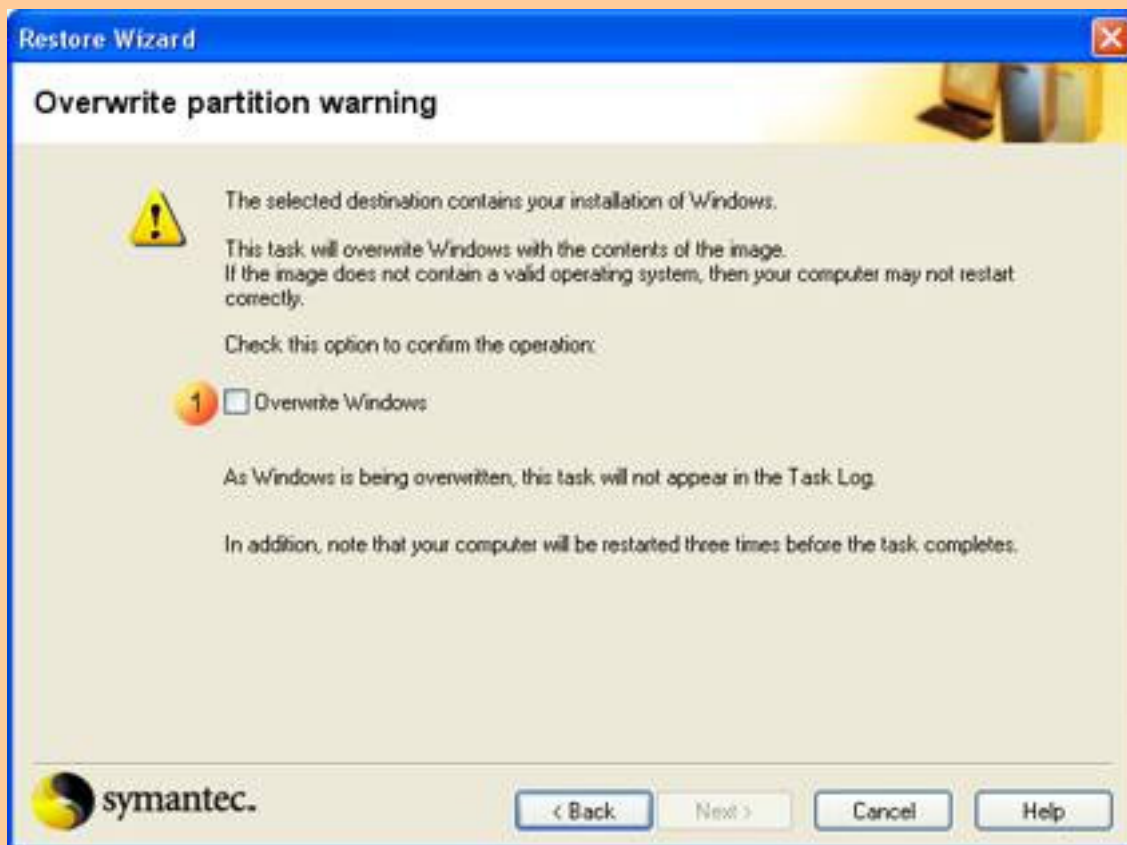 Restore Wizard
Overwrite partition warning
The selected destination contains your installation of Windows.
This task will overwrite Windows with the contents of the image.
If the image does not contain a valid operating system, then your computer may not restart
correctly.
Check this option to confirm the operation:
1 Overwrite Windows
As Windows is being overwritten, this task will not appear in the Task Log.
In addition, note that your computer will be restarted three times before the task completes.
symantec.
< Back Next > Cancel Help